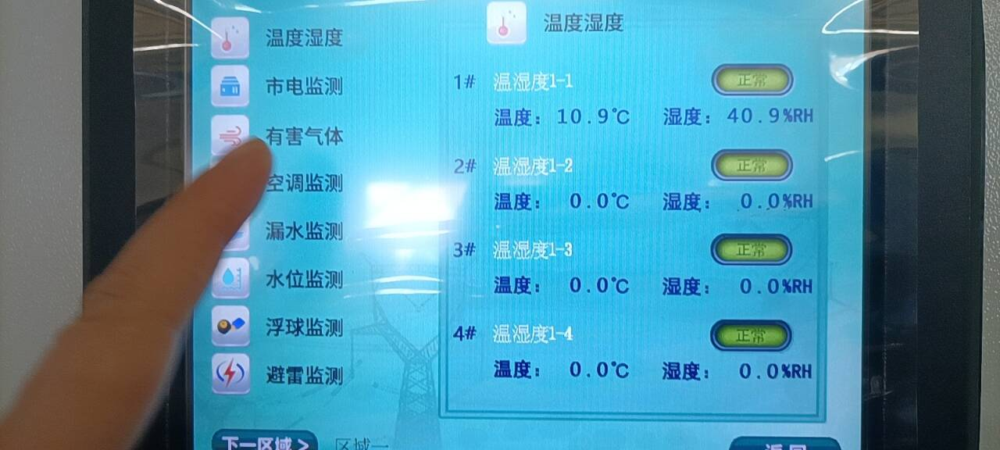 温度湿度
市电监测
有害气体
空调监测
漏水监测
水位监测
浮球监测
避雷监测
下一区域 >
区域一
温度湿度
1# 温湿度1-1 正常
温度: 10.9℃ 湿度: 40.9%RH
2# 温湿度1-2 正常
温度: 0.0℃ 湿度: 0.0%RH
3# 温湿度1-3 正常
温度: 0.0℃ 湿度: 0.0%RH
4# 温湿度1-4 正常
温度: 0.0℃ 湿度: 0.0%RH
返回